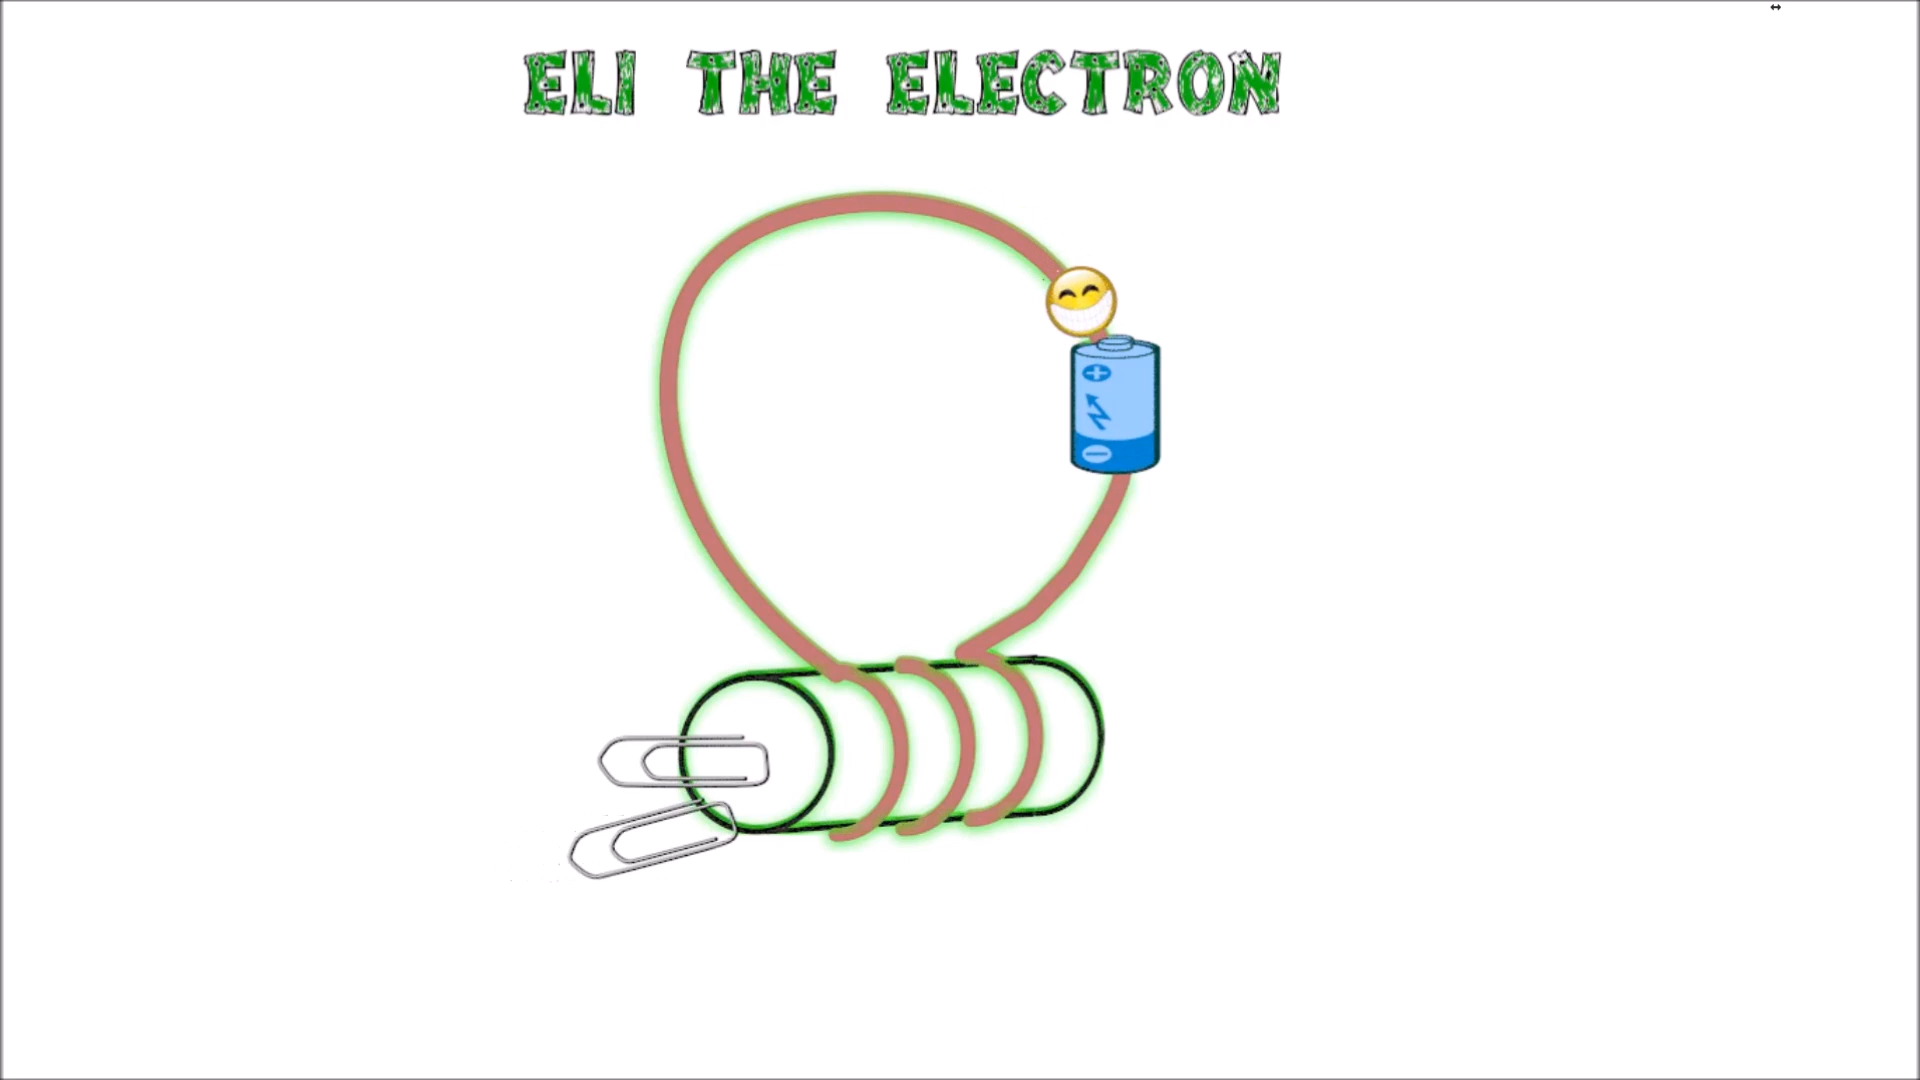 ELI THE ELECTRON
+
−